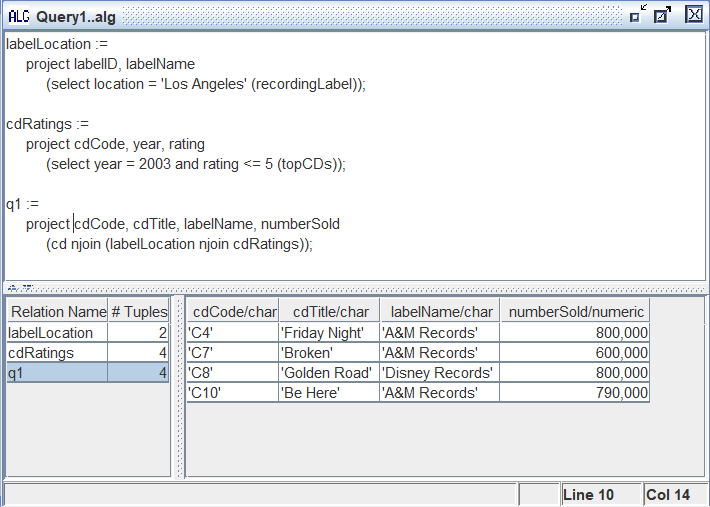 ALG Query1..alg
labelLocation :=
project labelID, labelName
(select location = 'Los Angeles' (recordingLabel));
cdRatings :=
project cdCode, year, rating
(select year = 2003 and rating <= 5 (topCDs));
q1 :=
project cdCode, cdTitle, labelName, numberSold
(cd njoin (labelLocation njoin cdRatings));
Relation Name # Tuples
labelLocation 2
cdRatings 4
q1 4
cdCode/char cdTitle/char labelName/char numberSold/numeric
'C4' 'Friday Night' 'A&M Records' 800,000
'C7' 'Broken' 'A&M Records' 600,000
'C8' 'Golden Road' 'Disney Records' 800,000
'C10' 'Be Here' 'A&M Records' 790,000
Line 10 Col 14